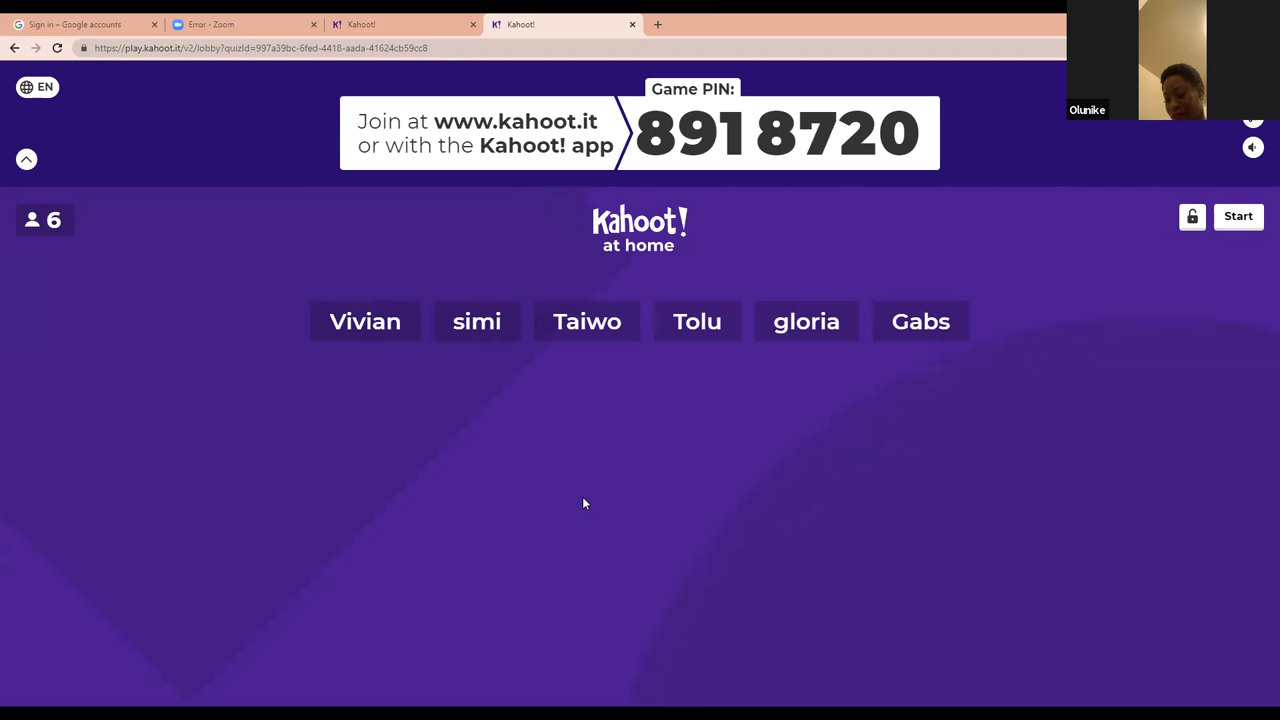 Sign in – Google accounts
Error - Zoom
Kahoot!
Kahoot!
https://play.kahoot.it/v2/lobby?quizId=997a39bc-6fed-4418-aada-41624cb59cc8
Olunike
EN
Game PIN:
Join at www.kahoot.it
or with the Kahoot! app
891 8720
6
Kahoot!
at home
Start
Vivian simi Taiwo Tolu gloria Gabs